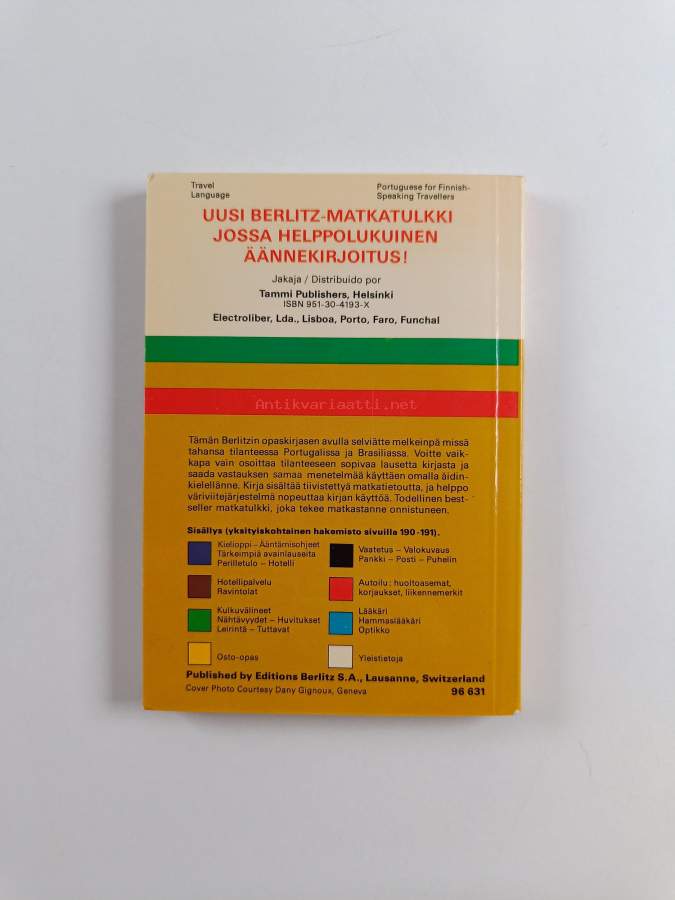 Travel
Language
Portuguese for Finnish-
Speaking Travellers
UUSI BERLITZ-MATKATULKKI
JOSSA HELPPOLUKUINEN
ÄÄNNEKIRJOITUS!
Jakaja / Distribuido por
Tammi Publishers, Helsinki
ISBN 951-30-4193-X
Electroliber, Lda., Lisboa, Porto, Faro, Funchal
Antikvariaatti.net
Tämän Berlitzin opaskirjasen avulla selviätte melkeinpä missä
tahansa tilanteessa Portugalissa ja Brasiliassa. Voitte vaik-
kapa vain osoittaa tilanteeseen sopivaa lausetta kirjasta ja
saada vastauksen samaa menetelmää käyttäen omalla äidin-
kielellänne. Kirja sisältää tiivistettyä matkatietoutta, ja helppo
väriviitejärjestelmä nopeuttaa kirjan käyttöä. Todellinen best-
seller matkatulkki, joka tekee matkastanne onnistuneen.
Sisällys (yksityiskohtainen hakemisto sivuilla 190-191).
Kielioppi – Ääntämisohjeet
Tärkeimpiä avainlauseita
Perilletulo – Hotelli
Hotellipalvelu
Ravintolat
Kulkuvälineet
Nähtävyydet – Huvitukset
Leirintä – Tuttavat
Osto-opas
Vaatetus – Valokuvaus
Pankki – Posti – Puhelin
Autoilu: huoltoasemat,
korjaukset, liikennemerkit
Lääkäri
Hammaslääkäri
Optikko
Yleistietoja
Published by Editions Berlitz S.A., Lausanne, Switzerland
Cover Photo Courtesy Dany Gignoux, Geneva
96 631